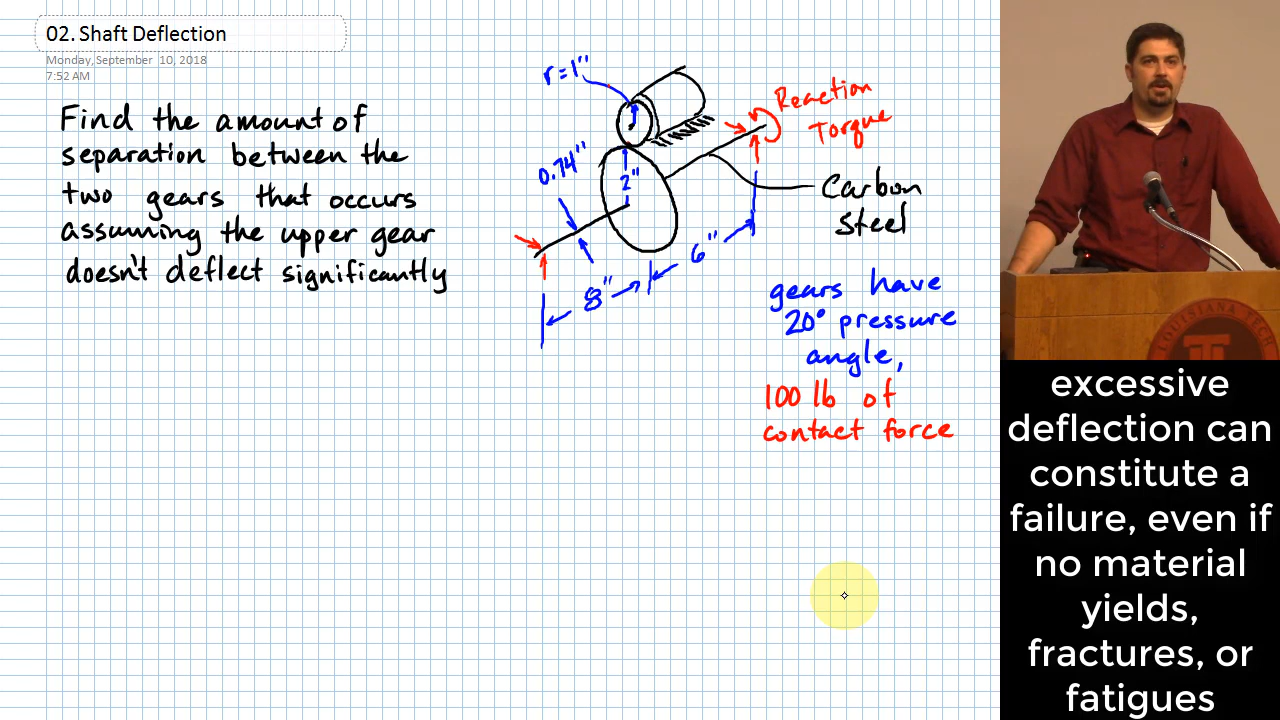 02. Shaft Deflection
Monday, September 10, 2018
7:52 AM
Find the amount of
separation between the
two gears that occurs
assuming the upper gear
doesn't deflect significantly
r=1"
0.74"
2"
8"
6"
Reaction
Torque
Carbon
Steel
gears have
20° pressure
angle,
100 lb of
contact force
LOUISIANA TECH
excessive
deflection can
constitute a
failure, even if
no material
yields,
fractures, or
fatigues